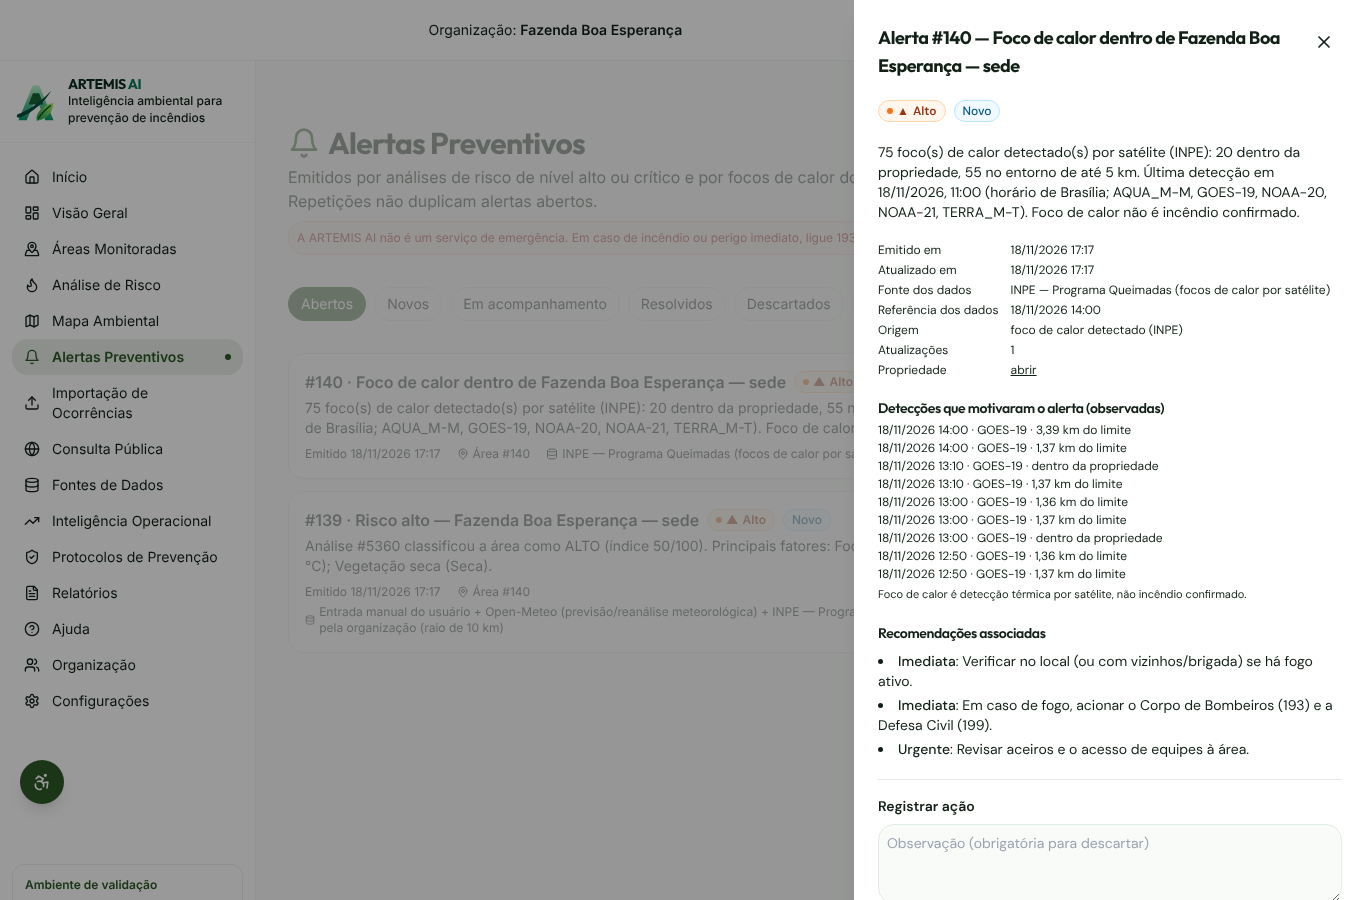 Organização: Fazenda Boa Esperança
ARTEMIS AI
Inteligência ambiental para
prevenção de incêndios
Início
Visão Geral
Áreas Monitoradas
Análise de Risco
Mapa Ambiental
Alertas Preventivos
Importação de
Ocorrências
Consulta Pública
Fontes de Dados
Inteligência Operacional
Protocolos de Prevenção
Relatórios
Ajuda
Organização
Configurações
Ambiente de validação
Alertas Preventivos
Emitidos por análises de risco de nível alto ou crítico e por focos de calor
Repetições não duplicam alertas abertos.
A ARTEMIS AI não é um serviço de emergência. Em caso de incêndio ou perigo imediato, ligue 193
Abertos
Novos
Em acompanhamento
Resolvidos
Descartados
#140 · Foco de calor dentro de Fazenda Boa Esperança — sede ▲ Alto
75 foco(s) de calor detectado(s) por satélite (INPE): 20 dentro da propriedade, 55 n
de Brasília; AQUA_M-M, GOES-19, NOAA-20, NOAA-21, TERRA_M-T). Foco de calor
Emitido 18/11/2026 17:17 Área #140 INPE — Programa Queimadas (focos de calor por sa
#139 · Risco alto — Fazenda Boa Esperança — sede ▲ Alto Novo
Análise #5360 classificou a área como ALTO (índice 50/100). Principais fatores: Foc
°C); Vegetação seca (Seca).
Emitido 18/11/2026 17:17 Área #140
Entrada manual do usuário + Open-Meteo (previsão/reanálise meteorológica) + INPE — Progra
pela organização (raio de 10 km)
Alerta #140 — Foco de calor dentro de Fazenda Boa
Esperança — sede
▲ Alto Novo
75 foco(s) de calor detectado(s) por satélite (INPE): 20 dentro da
propriedade, 55 no entorno de até 5 km. Última detecção em
18/11/2026, 11:00 (horário de Brasília; AQUA_M-M, GOES-19, NOAA-20,
NOAA-21, TERRA_M-T). Foco de calor não é incêndio confirmado.
Emitido em 18/11/2026 17:17
Atualizado em 18/11/2026 17:17
Fonte dos dados INPE — Programa Queimadas (focos de calor por satélite)
Referência dos dados 18/11/2026 14:00
Origem foco de calor detectado (INPE)
Atualizações 1
Propriedade abrir
Detecções que motivaram o alerta (observadas)
18/11/2026 14:00 · GOES-19 · 3,39 km do limite
18/11/2026 14:00 · GOES-19 · 1,37 km do limite
18/11/2026 13:10 · GOES-19 · dentro da propriedade
18/11/2026 13:10 · GOES-19 · 1,37 km do limite
18/11/2026 13:00 · GOES-19 · 1,36 km do limite
18/11/2026 13:00 · GOES-19 · 1,37 km do limite
18/11/2026 13:00 · GOES-19 · dentro da propriedade
18/11/2026 12:50 · GOES-19 · 1,36 km do limite
18/11/2026 12:50 · GOES-19 · 1,37 km do limite
Foco de calor é detecção térmica por satélite, não incêndio confirmado.
Recomendações associadas
• Imediata: Verificar no local (ou com vizinhos/brigada) se há fogo
ativo.
• Imediata: Em caso de fogo, acionar o Corpo de Bombeiros (193) e a
Defesa Civil (199).
• Urgente: Revisar aceiros e o acesso de equipes à área.
Registrar ação
Observação (obrigatória para descartar)